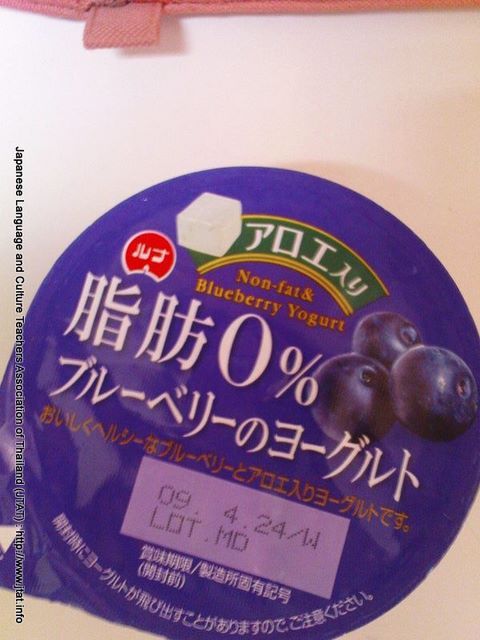 ルナ
アロエ入り
Non-fat&
Blueberry Yogurt
脂肪0%
ブルーベリーのヨーグルト
おいしくヘルシーなブルーベリーとアロエ入りヨーグルトです。
09. 4.24/W
LOT.MD
賞味期限/製造所固有記号
(開封前)
開封時にヨーグルトが飛び出すことがありますので、ご注意ください。
Japanese Language and Culture Teachers Association of Thailand (JTAT) : http://www.jtat.info